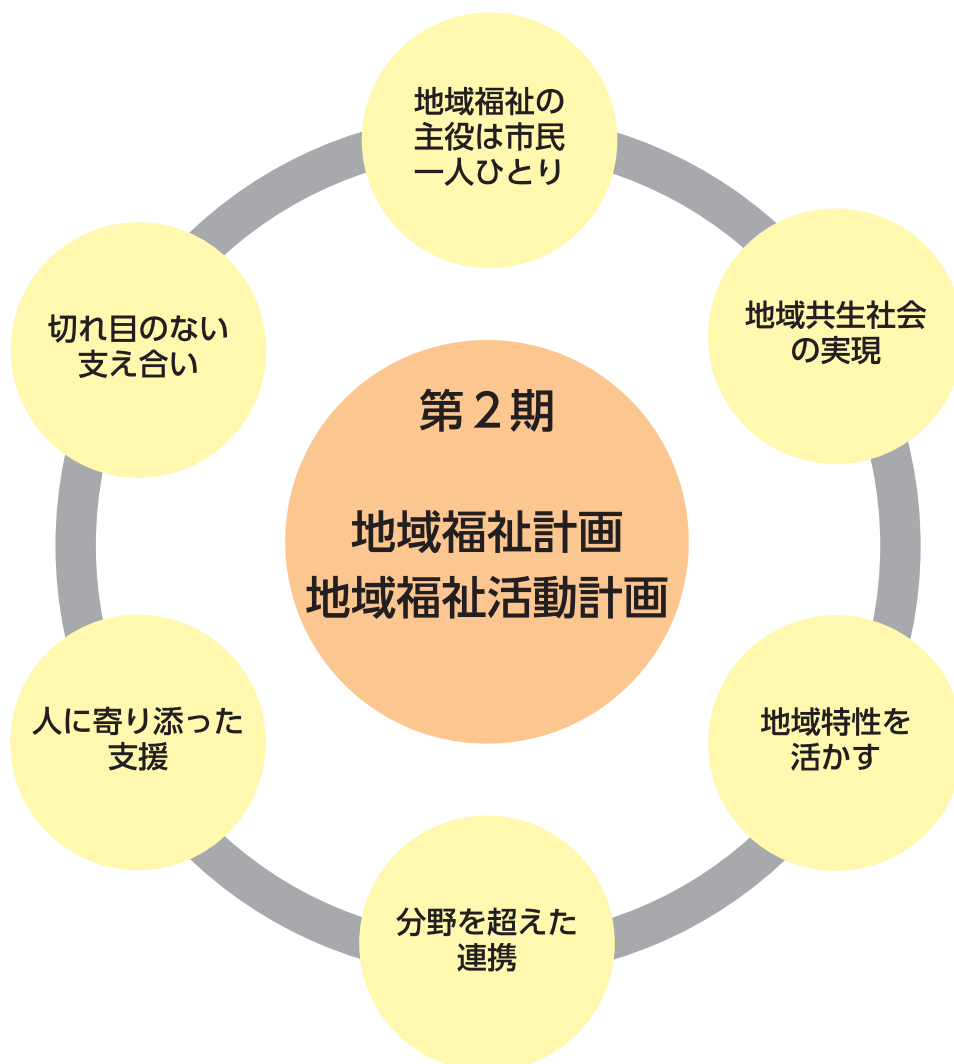 地域福祉の
主役は市民
一人ひとり
地域共生社会
の実現
切れ目のない
支え合い
第２期
地域福祉計画
地域福祉活動計画
人に寄り添った
支援
地域特性を
活かす
分野を超えた
連携